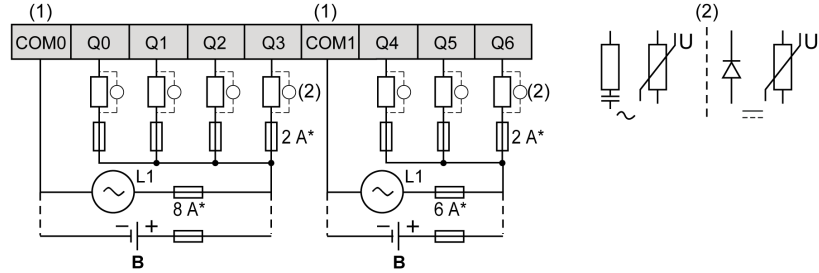 (1) (1) (2)
COM0 Q0 Q1 Q2 Q3 COM1 Q4 Q5 Q6
U U
(2) (2)
2 A* 2 A*
L1 L1
8 A* 6 A*
B B